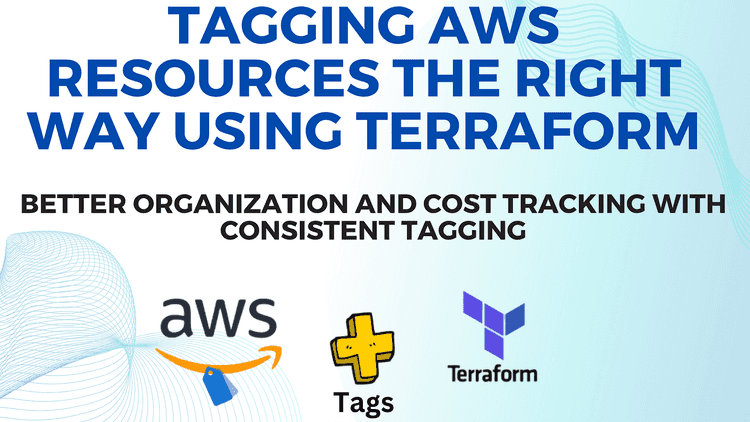 TAGGING AWS
RESOURCES THE RIGHT
WAY USING TERRAFORM
BETTER ORGANIZATION AND COST TRACKING WITH
CONSISTENT TAGGING
aws
Tags
Terraform